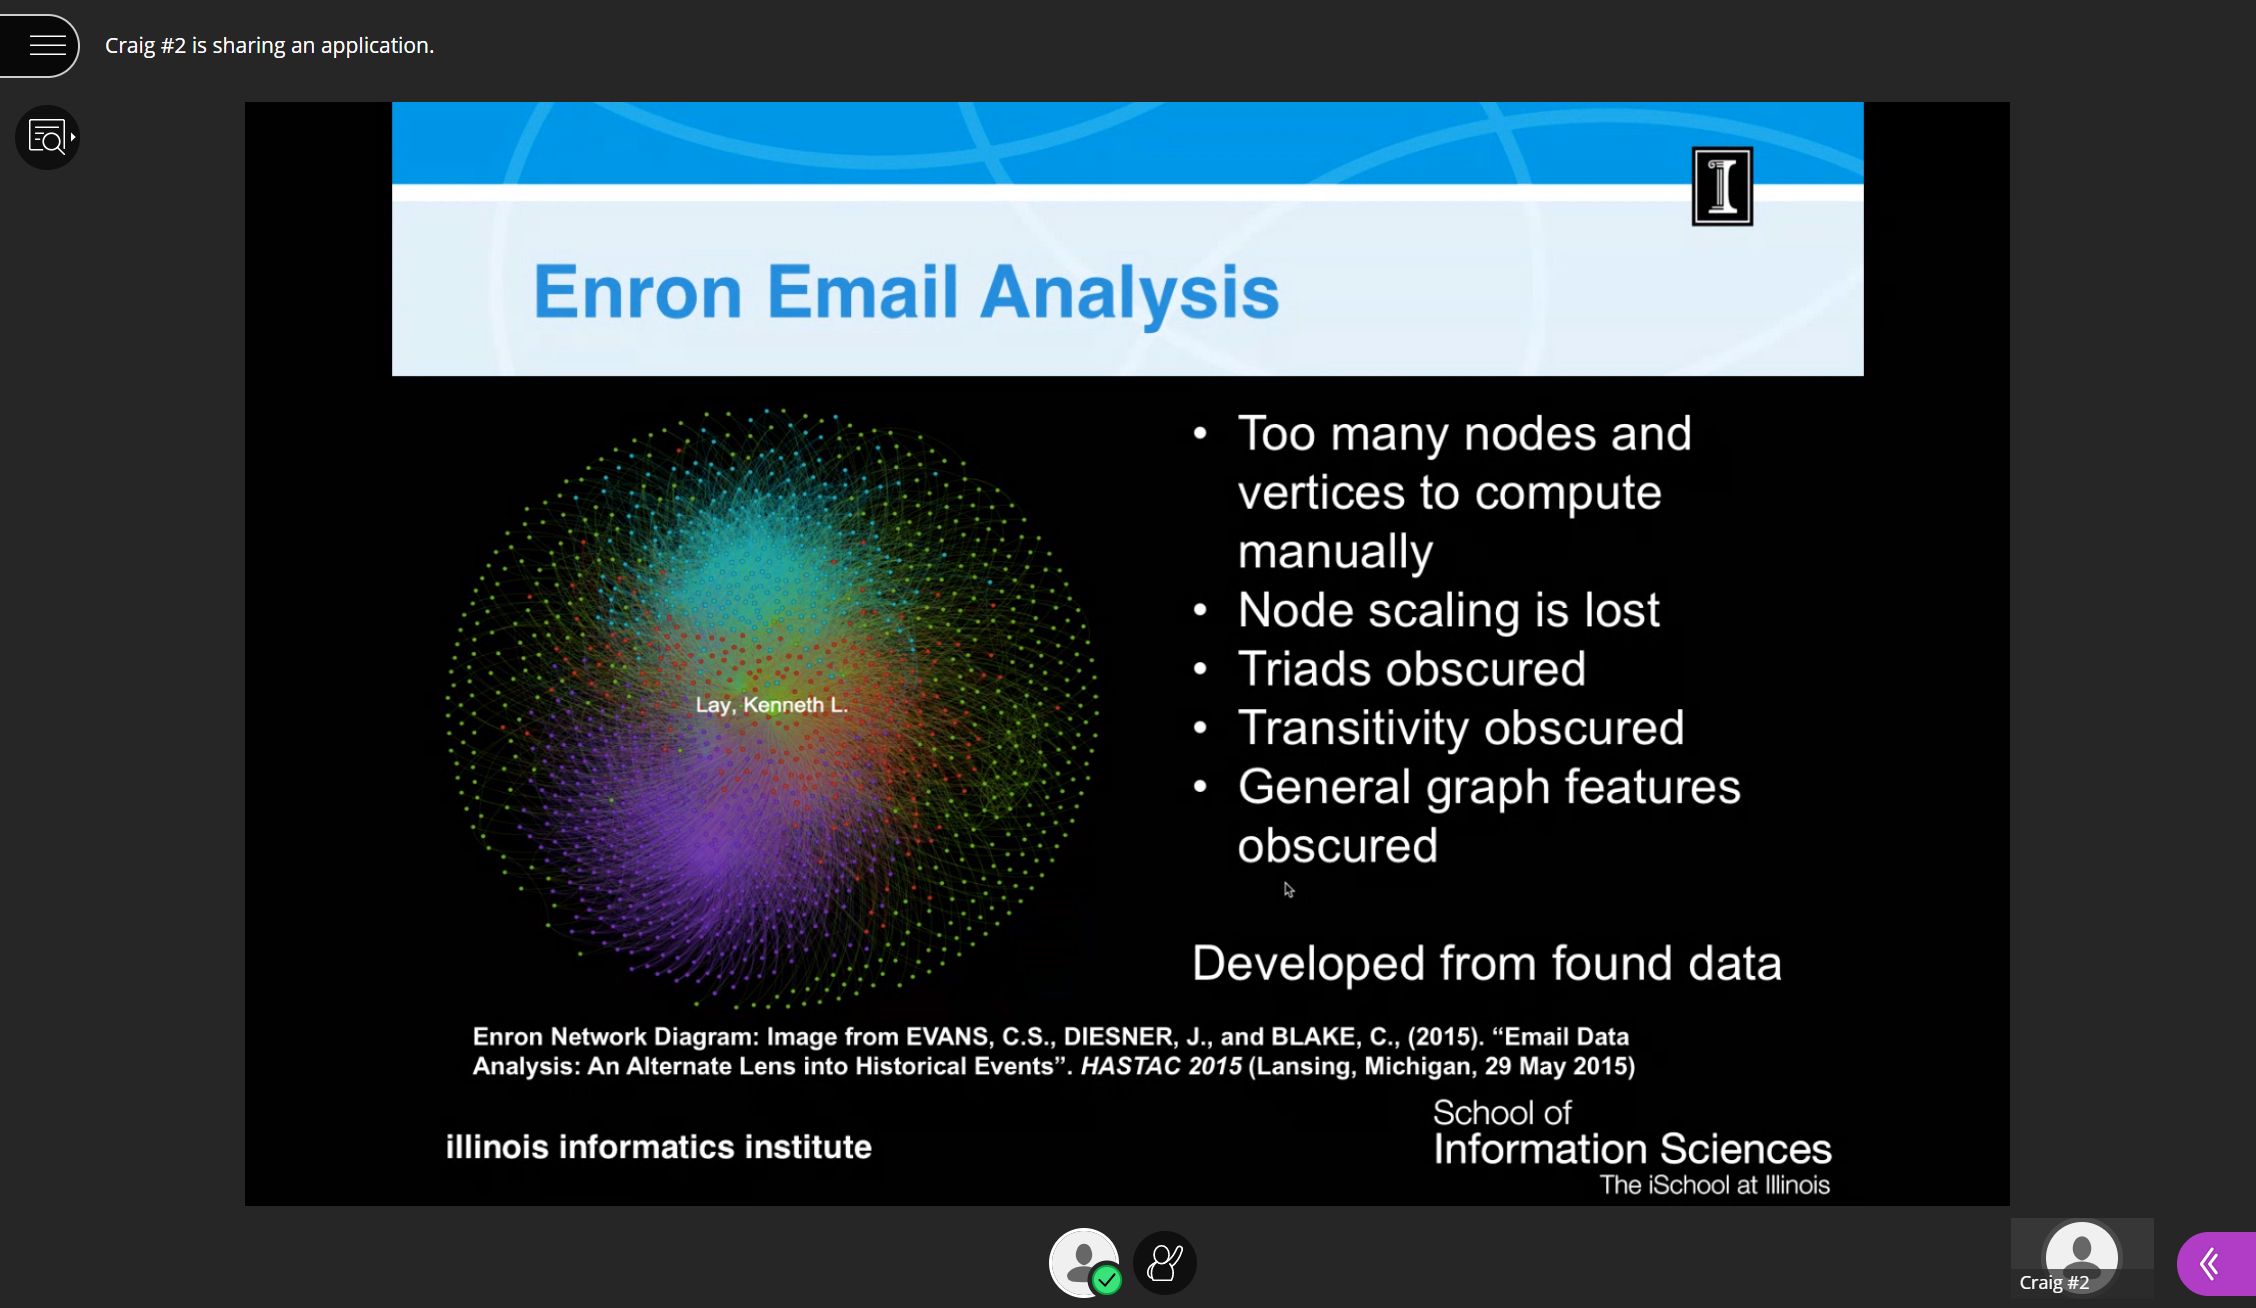 Craig #2 is sharing an application.
Enron Email Analysis
• Too many nodes and
vertices to compute
manually
• Node scaling is lost
• Triads obscured
• Transitivity obscured
• General graph features
obscured
Developed from found data
Lay, Kenneth L.
Enron Network Diagram: Image from EVANS, C.S., DIESNER, J., and BLAKE, C., (2015). “Email Data
Analysis: An Alternate Lens into Historical Events”. HASTAC 2015 (Lansing, Michigan, 29 May 2015)
illinois informatics institute
School of
Information Sciences
The iSchool at Illinois
Craig #2